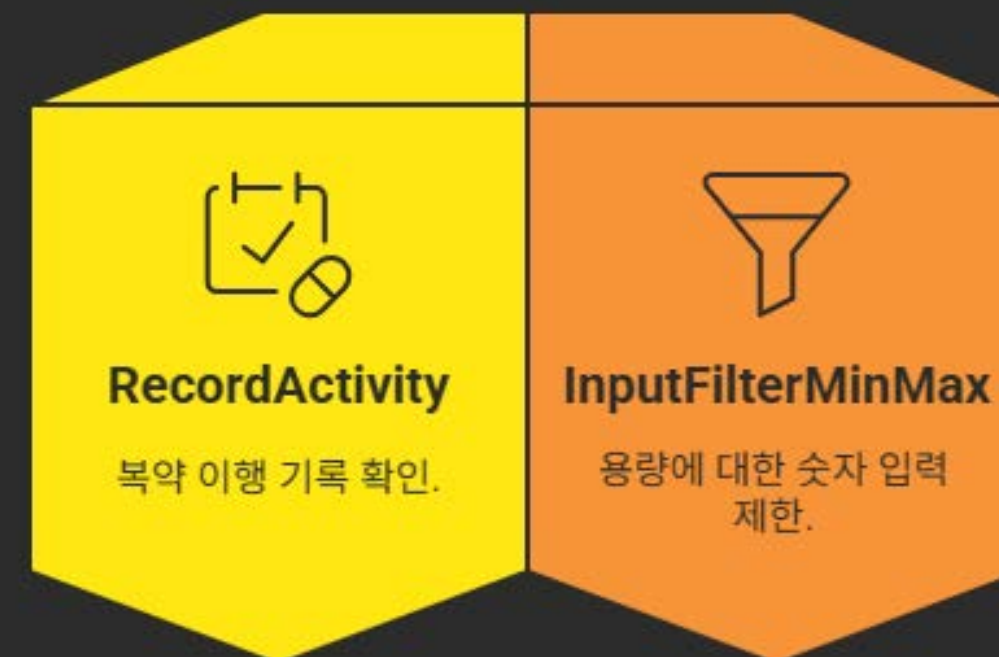 RecordActivity
복약 이행 기록 확인.
InputFilterMinMax
용량에 대한 숫자 입력
제한.